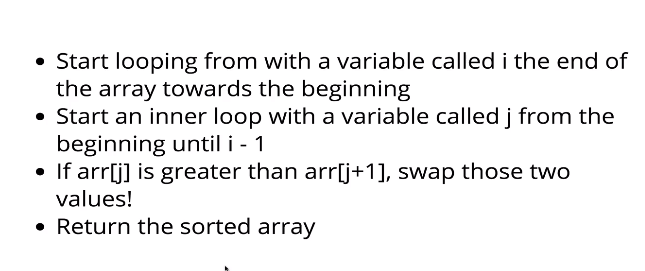 • Start looping from with a variable called i the end of
the array towards the beginning
• Start an inner loop with a variable called j from the
beginning until i - 1
• If arr[j] is greater than arr[j+1], swap those two
values!
• Return the sorted array